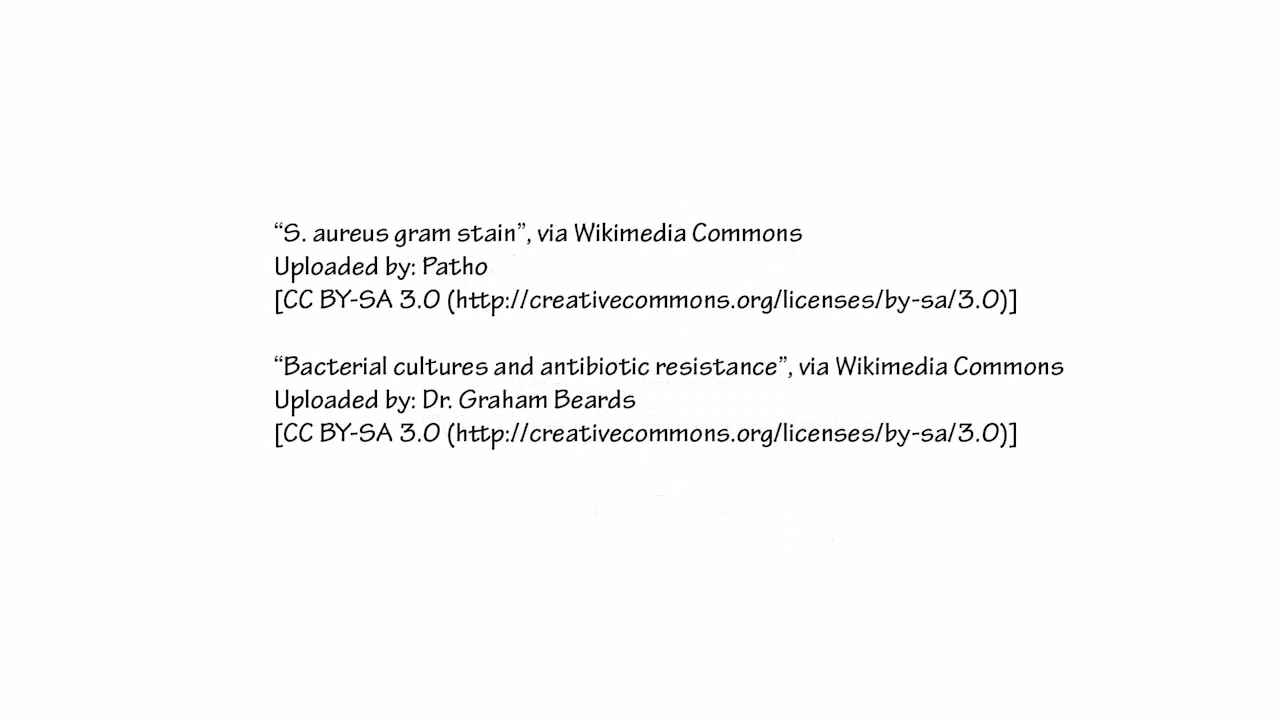 “S. aureus gram stain”, via Wikimedia Commons
Uploaded by: Patho
[CC BY-SA 3.0 (http://creativecommons.org/licenses/by-sa/3.0)]
“Bacterial cultures and antibiotic resistance”, via Wikimedia Commons
Uploaded by: Dr. Graham Beards
[CC BY-SA 3.0 (http://creativecommons.org/licenses/by-sa/3.0)]